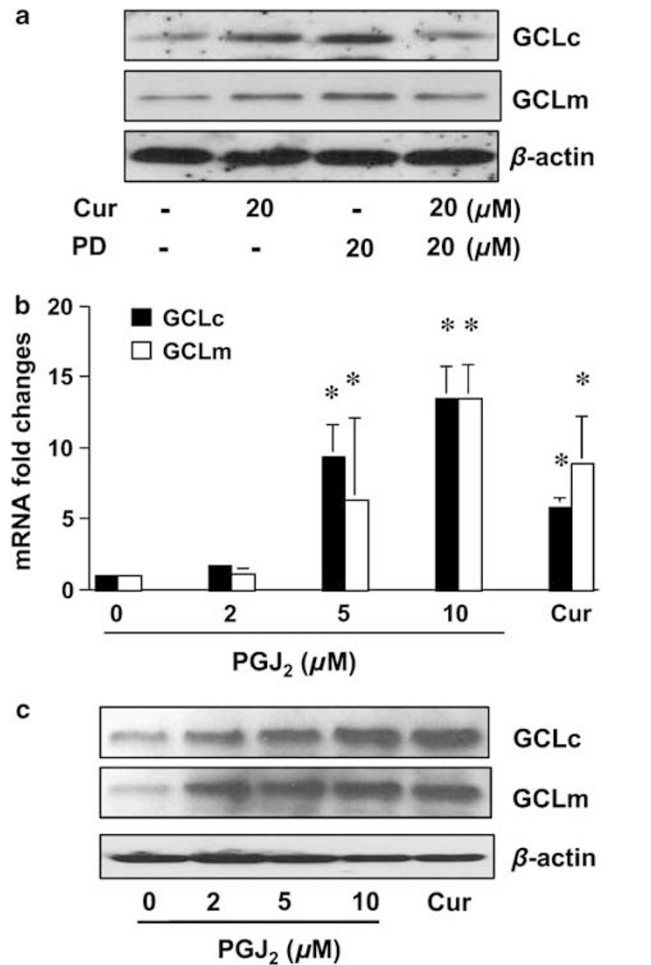 a
GCLc
GCLm
β-actin
Cur - 20 - 20 (μM)
PD - - 20 20 (μM)
b
mRNA fold changes
20
15
10
5
0
GCLc
GCLm
* * * * * *
0 2 5 10 Cur
PGJ₂ (μM)
c
GCLc
GCLm
β-actin
0 2 5 10 Cur
PGJ₂ (μM)